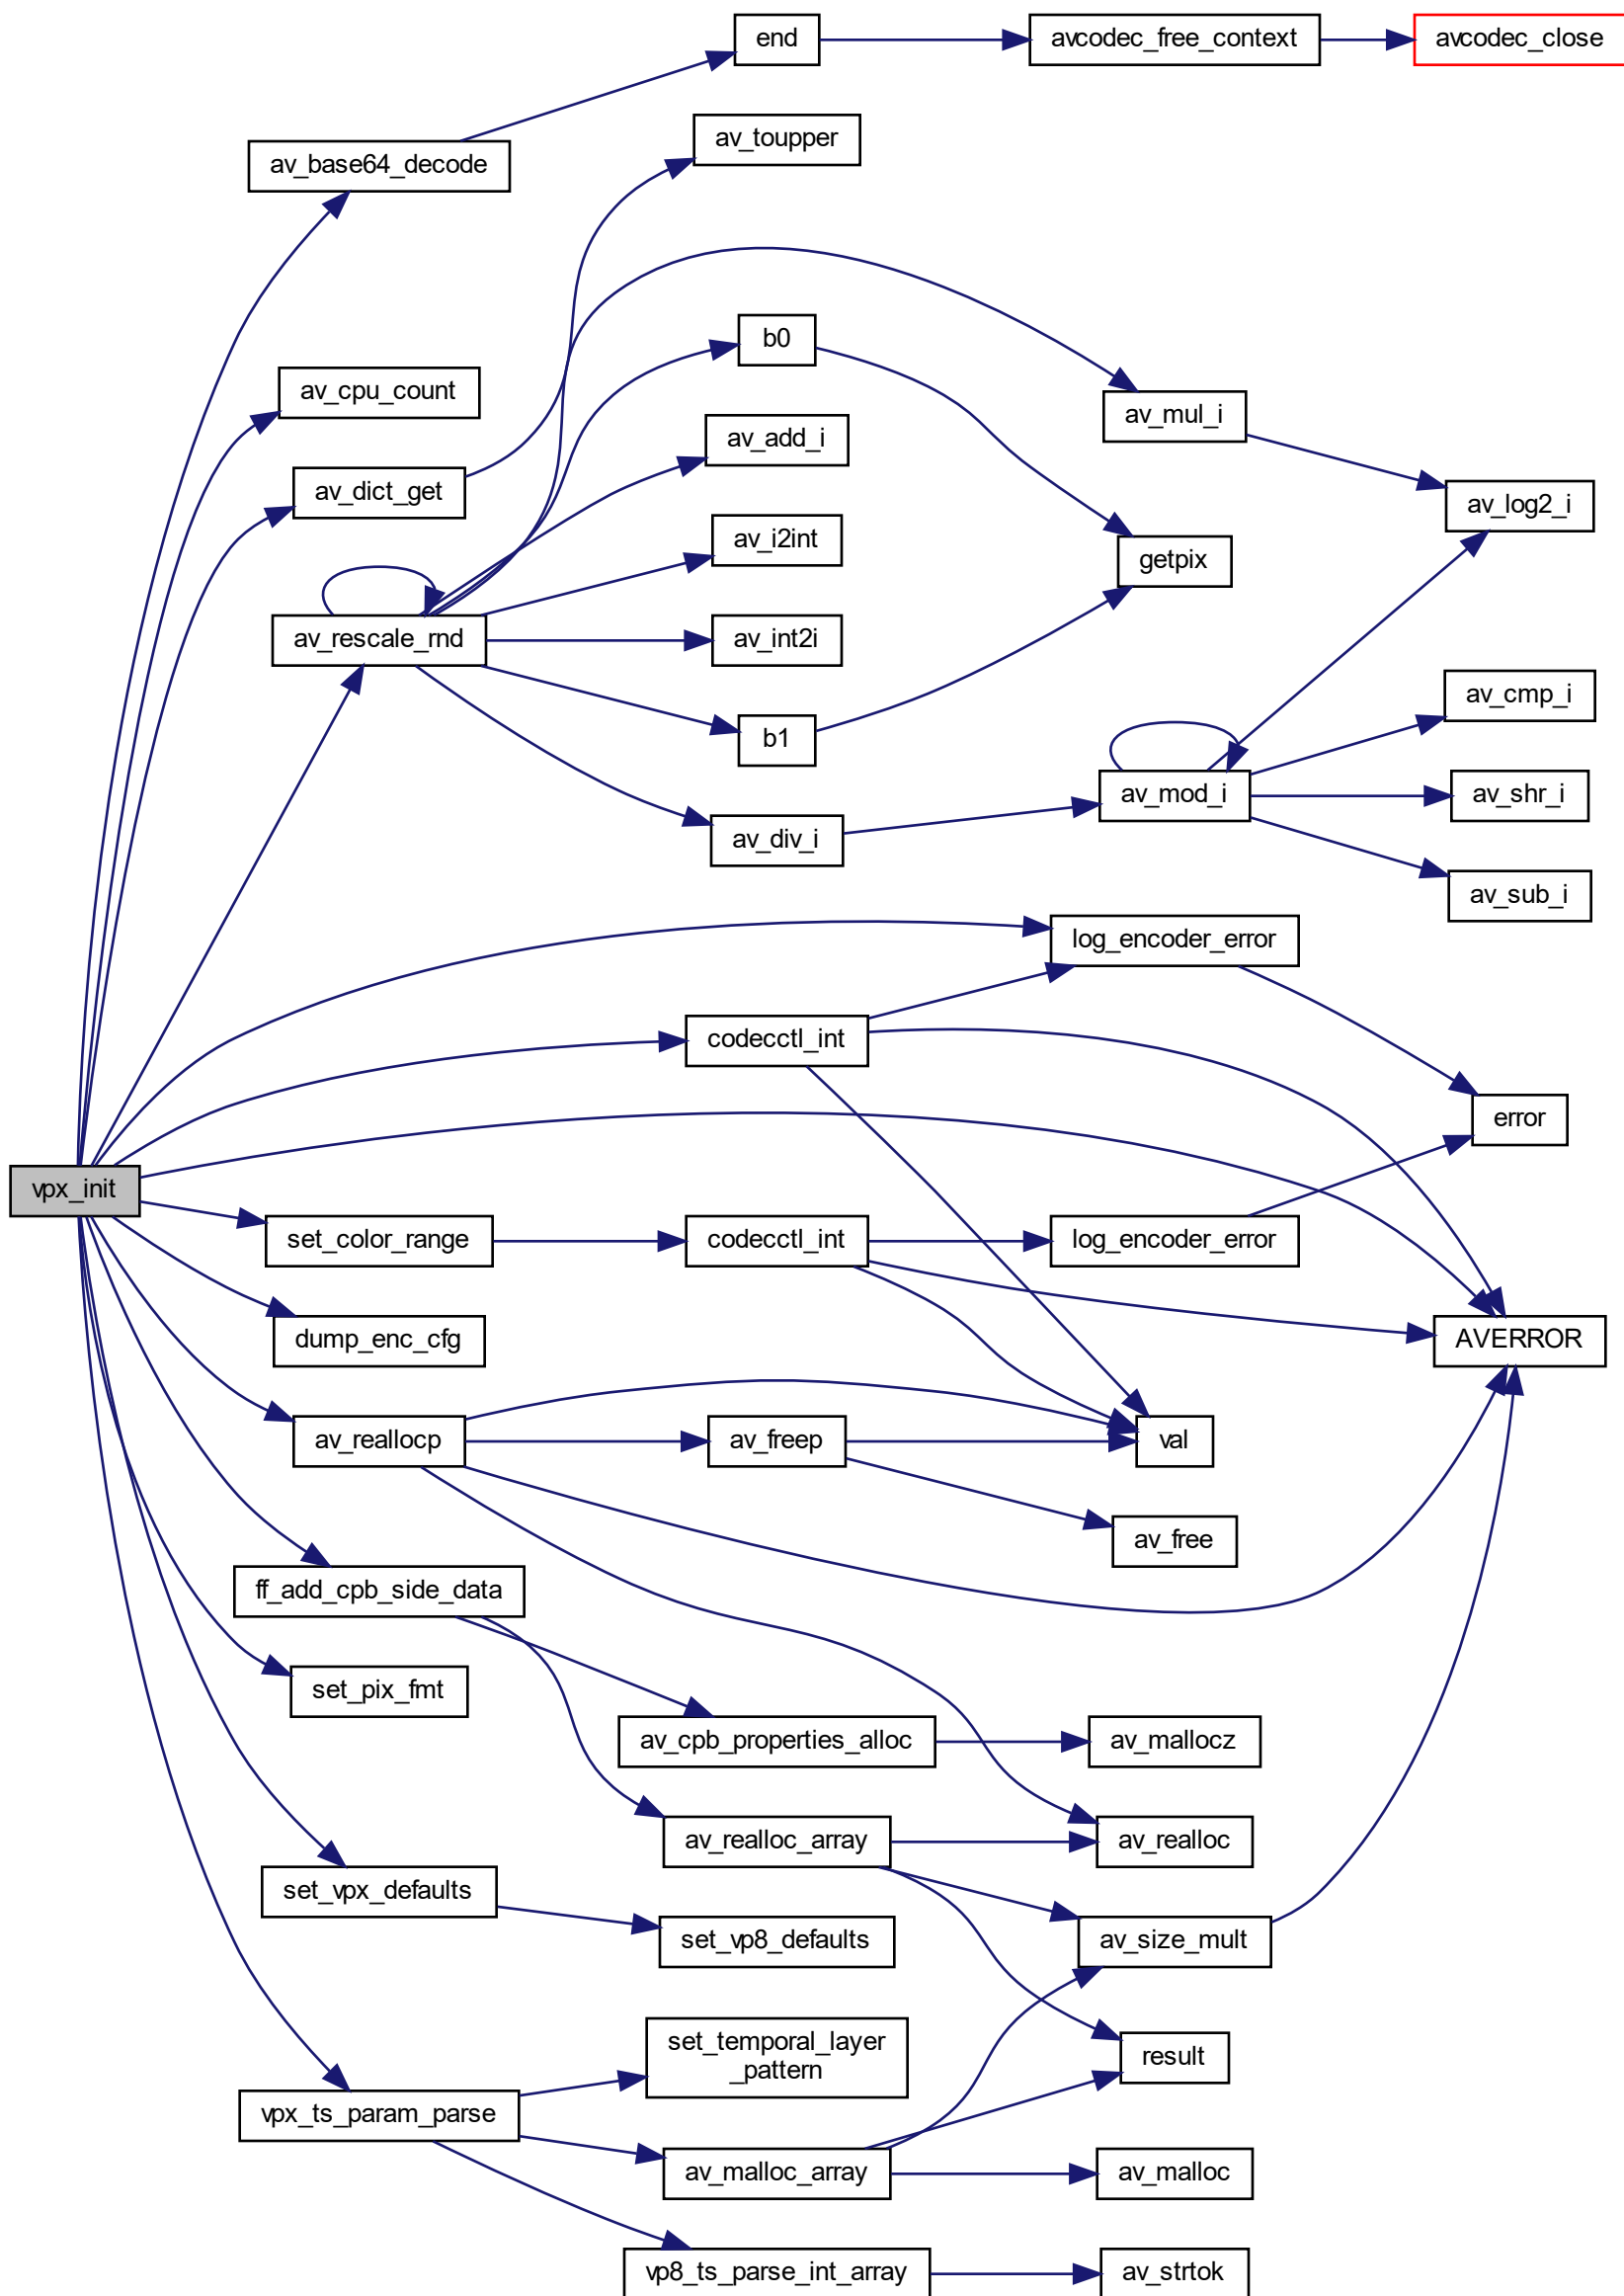 end
avcodec_free_context
avcodec_close
av_toupper
av_base64_decode
b0
av_cpu_count
av_mul_i
av_add_i
av_dict_get
av_log2_i
av_i2int
getpix
av_rescale_rnd
av_int2i
av_cmp_i
b1
av_mod_i
av_shr_i
av_div_i
av_sub_i
log_encoder_error
codecctl_int
error
vpx_init
set_color_range
codecctl_int
log_encoder_error
dump_enc_cfg
AVERROR
av_reallocp
av_freep
val
av_free
ff_add_cpb_side_data
set_pix_fmt
av_cpb_properties_alloc
av_mallocz
av_realloc_array
av_realloc
set_vpx_defaults
set_vp8_defaults
av_size_mult
set_temporal_layer
_pattern
result
vpx_ts_param_parse
av_malloc_array
av_malloc
vp8_ts_parse_int_array
av_strtok